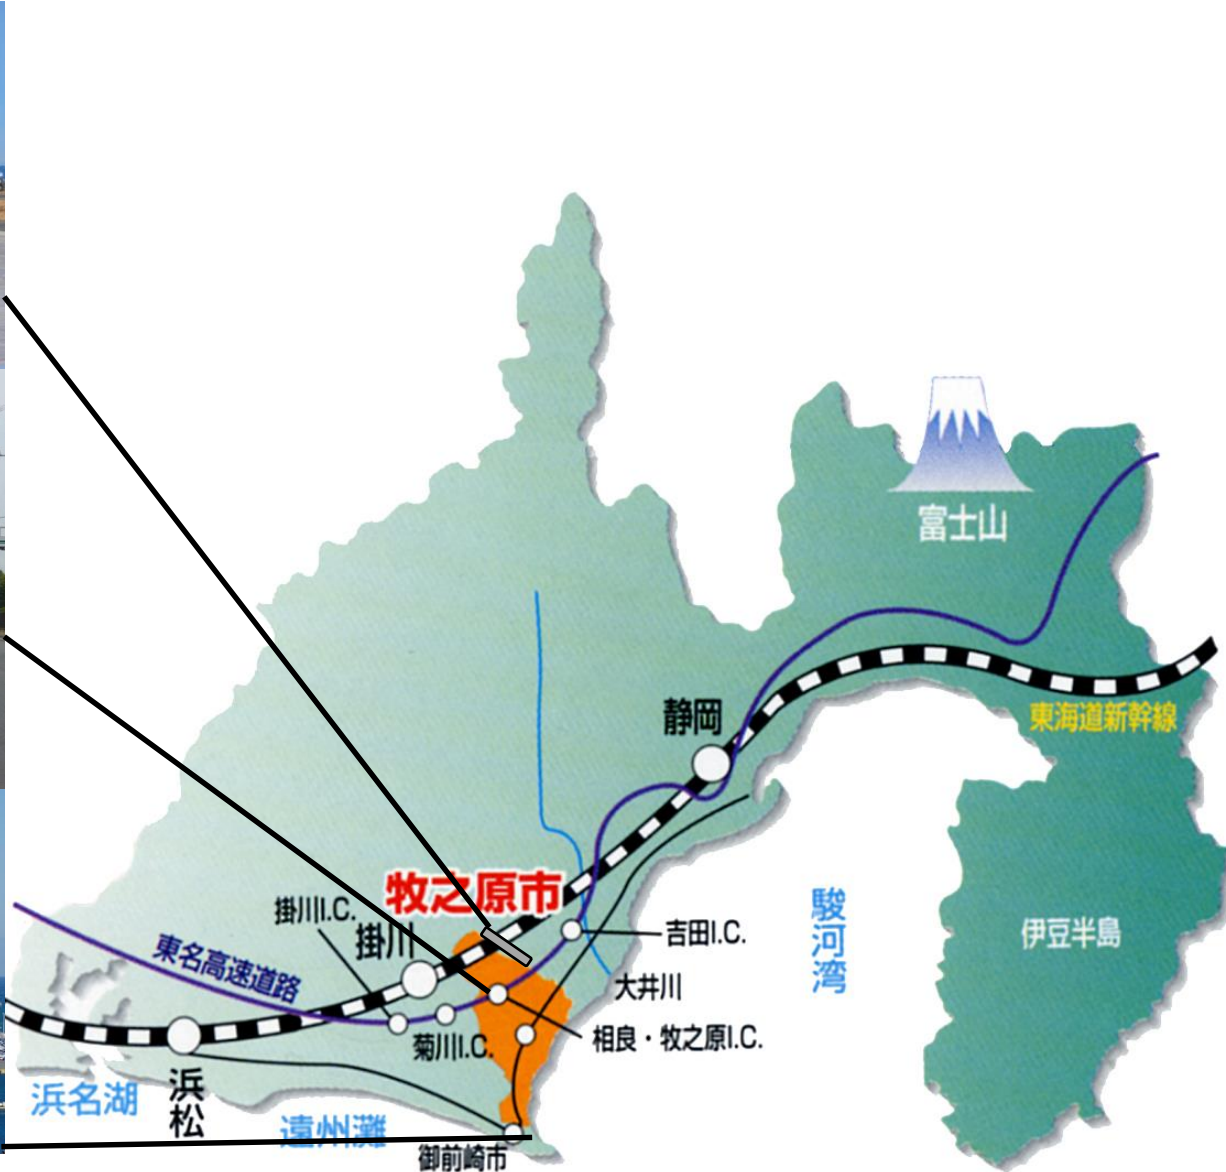 富士山
静岡
東海道新幹線
牧之原市
掛川I.C.
掛川
吉田I.C.
駿河湾
伊豆半島
東名高速道路
大井川
相良・牧之原I.C.
菊川I.C.
浜名湖
浜松
遠州灘
御前崎市